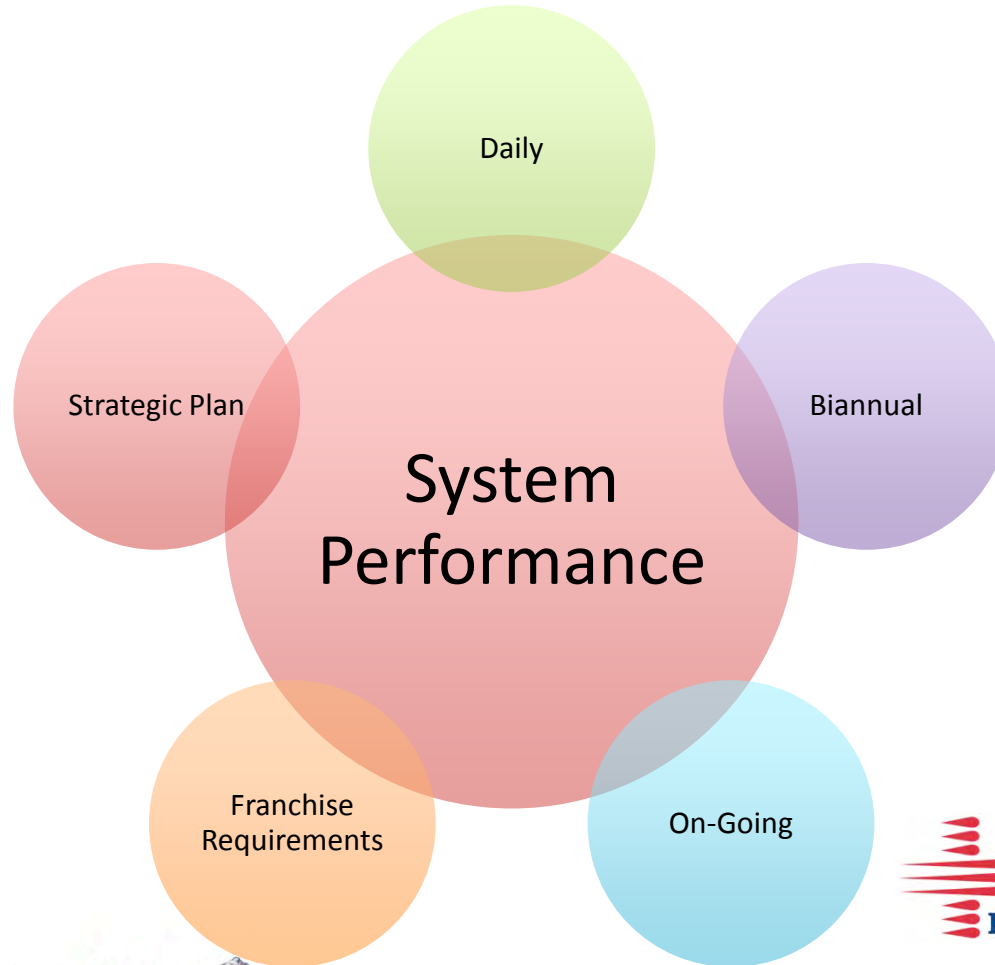 Daily
Strategic Plan
Biannual
System
Performance
Franchise
Requirements
On-Going